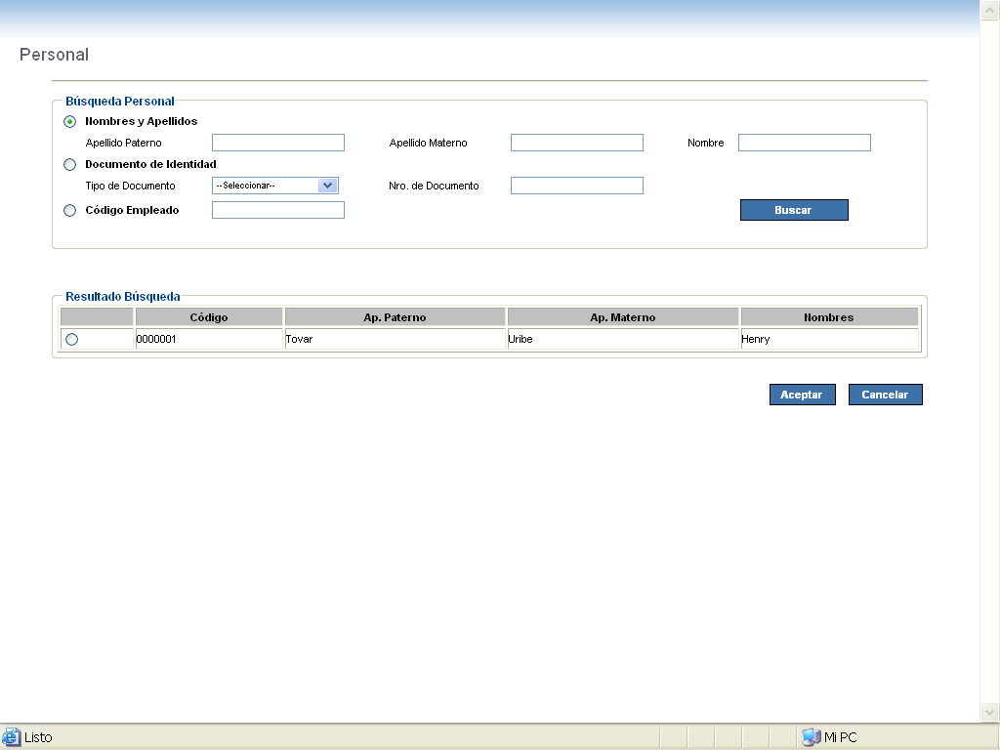 Personal
Búsqueda Personal
Nombres y Apellidos
Apellido Paterno Apellido Materno Nombre
Documento de Identidad
Tipo de Documento --Seleccionar-- Nro. de Documento
Código Empleado Buscar
Resultado Búsqueda
Código Ap. Paterno Ap. Materno Nombres
0000001 Tovar Uribe Henry
Aceptar Cancelar
Listo Mi PC